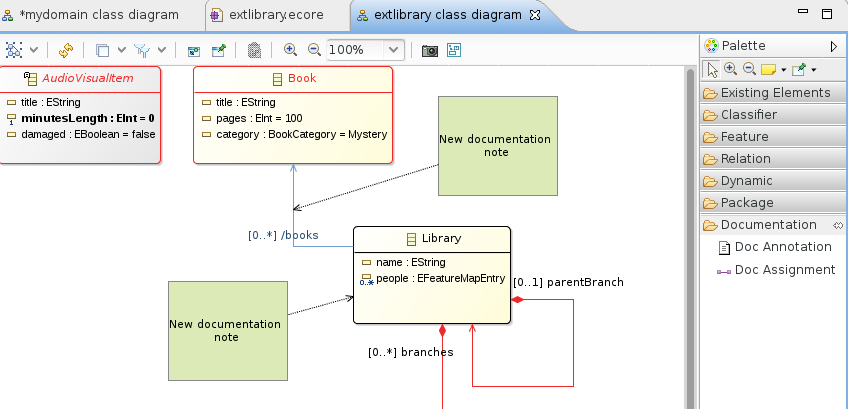 *mydomain class diagram
extlibrary.ecore
extlibrary class diagram
100%
Palette
AudioVisualItem
title : EString
minutesLength : EInt = 0
damaged : EBoolean = false
Book
title : EString
pages : EInt = 100
category : BookCategory = Mystery
New documentation
note
[0..*] /books
Library
name : EString
people : EFeatureMapEntry
0..*
[0..1] parentBranch
New documentation
note
[0..*] branches
Existing Elements
Classifier
Feature
Relation
Dynamic
Package
Documentation
Doc Annotation
Doc Assignment